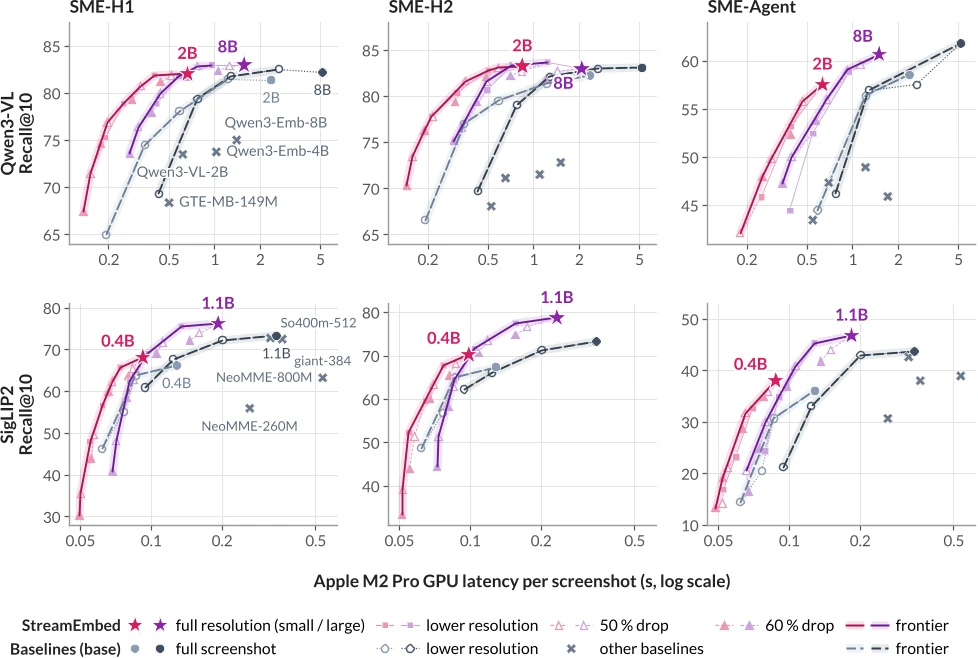 SME-H1 SME-H2 SME-Agent
Qwen3-VL
Recall@10
85
80
75
70
65
2B
8B
2B
8B
Qwen3-Emb-8B
Qwen3-Emb-4B
Qwen3-VL-2B
GTE-MB-149M
0.2 0.5 1 2 5
85
80
75
70
65
2B
8B
0.2 0.5 1 2 5
60
55
50
45
8B
2B
0.2 0.5 1 2 5
SigLIP2
Recall@10
80
70
60
50
40
30
1.1B
0.4B
So400m-512
1.1B
giant-384
0.4B
NeoMME-800M
NeoMME-260M
0.05 0.1 0.2 0.5
80
70
60
50
40
1.1B
0.4B
0.05 0.1 0.2 0.5
50
40
30
20
10
1.1B
0.4B
0.05 0.1 0.2 0.5
Apple M2 Pro GPU latency per screenshot (s, log scale)
StreamEmbed full resolution (small / large) lower resolution 50 % drop 60 % drop frontier
Baselines (base) full screenshot lower resolution other baselines frontier